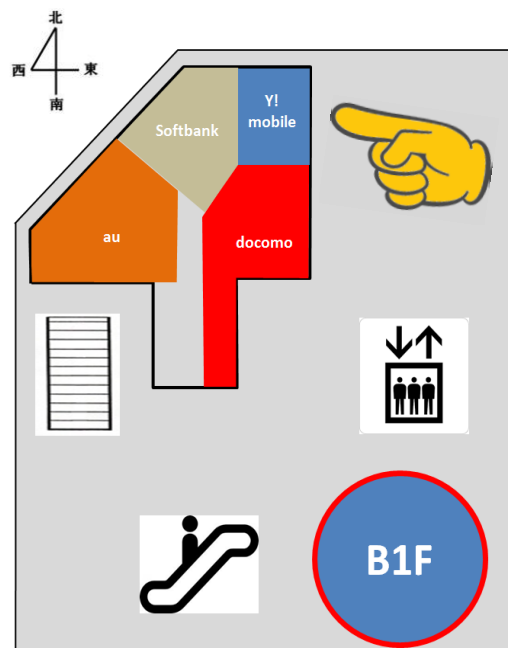 北
西
東
南
Y!
mobile
Softbank
au
docomo
B1F